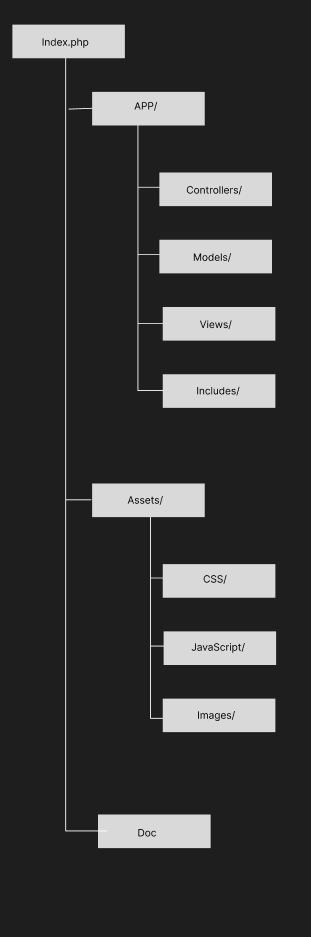 Index.php
APP/
Controllers/
Models/
Views/
Includes/
Assets/
CSS/
JavaScript/
Images/
Doc